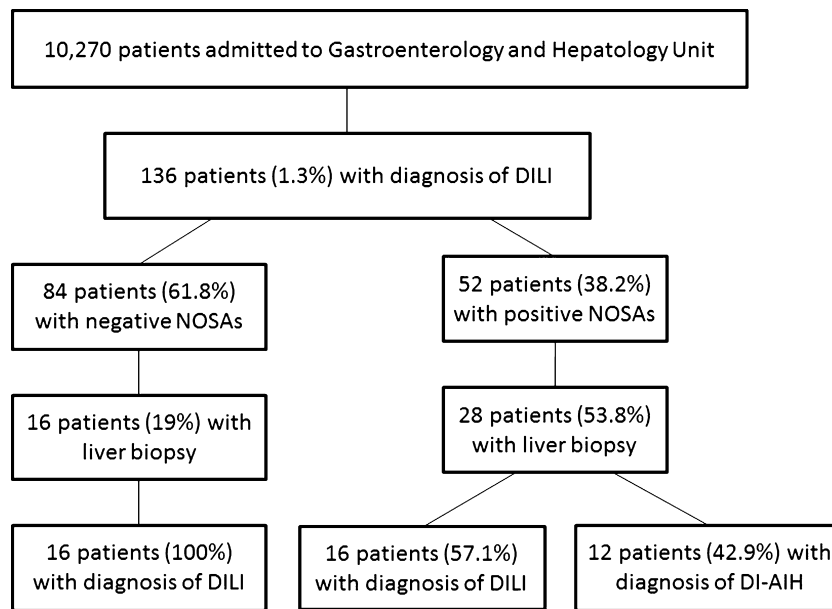 10,270 patients admitted to Gastroenterology and Hepatology Unit
136 patients (1.3%) with diagnosis of DILI
84 patients (61.8%)
with negative NOSAs
52 patients (38.2%)
with positive NOSAs
16 patients (19%) with
liver biopsy
28 patients (53.8%)
with liver biopsy
16 patients (100%)
with diagnosis of DILI
16 patients (57.1%)
with diagnosis of DILI
12 patients (42.9%) with
diagnosis of DI-AIH